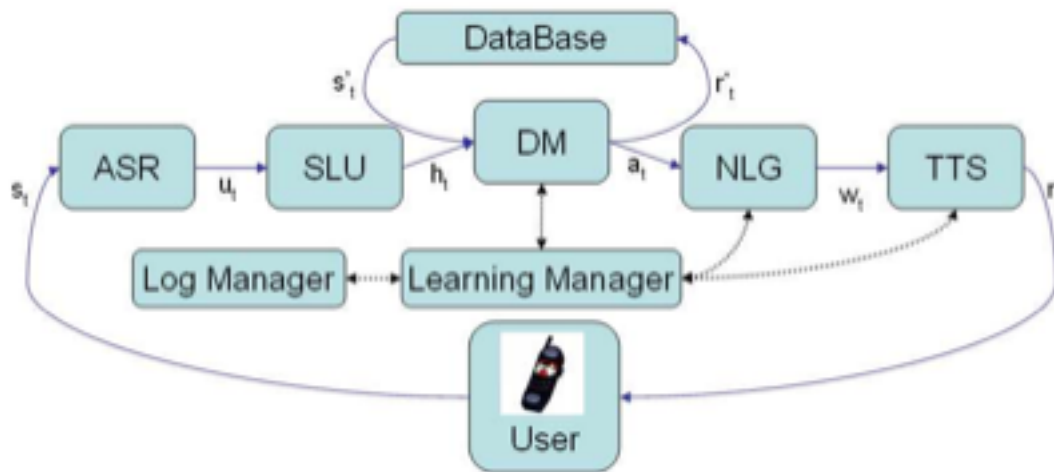 DataBase
s't
r't
ASR
ut
SLU
ht
DM
at
NLG
wt
TTS
st
r
Log Manager
Learning Manager
User